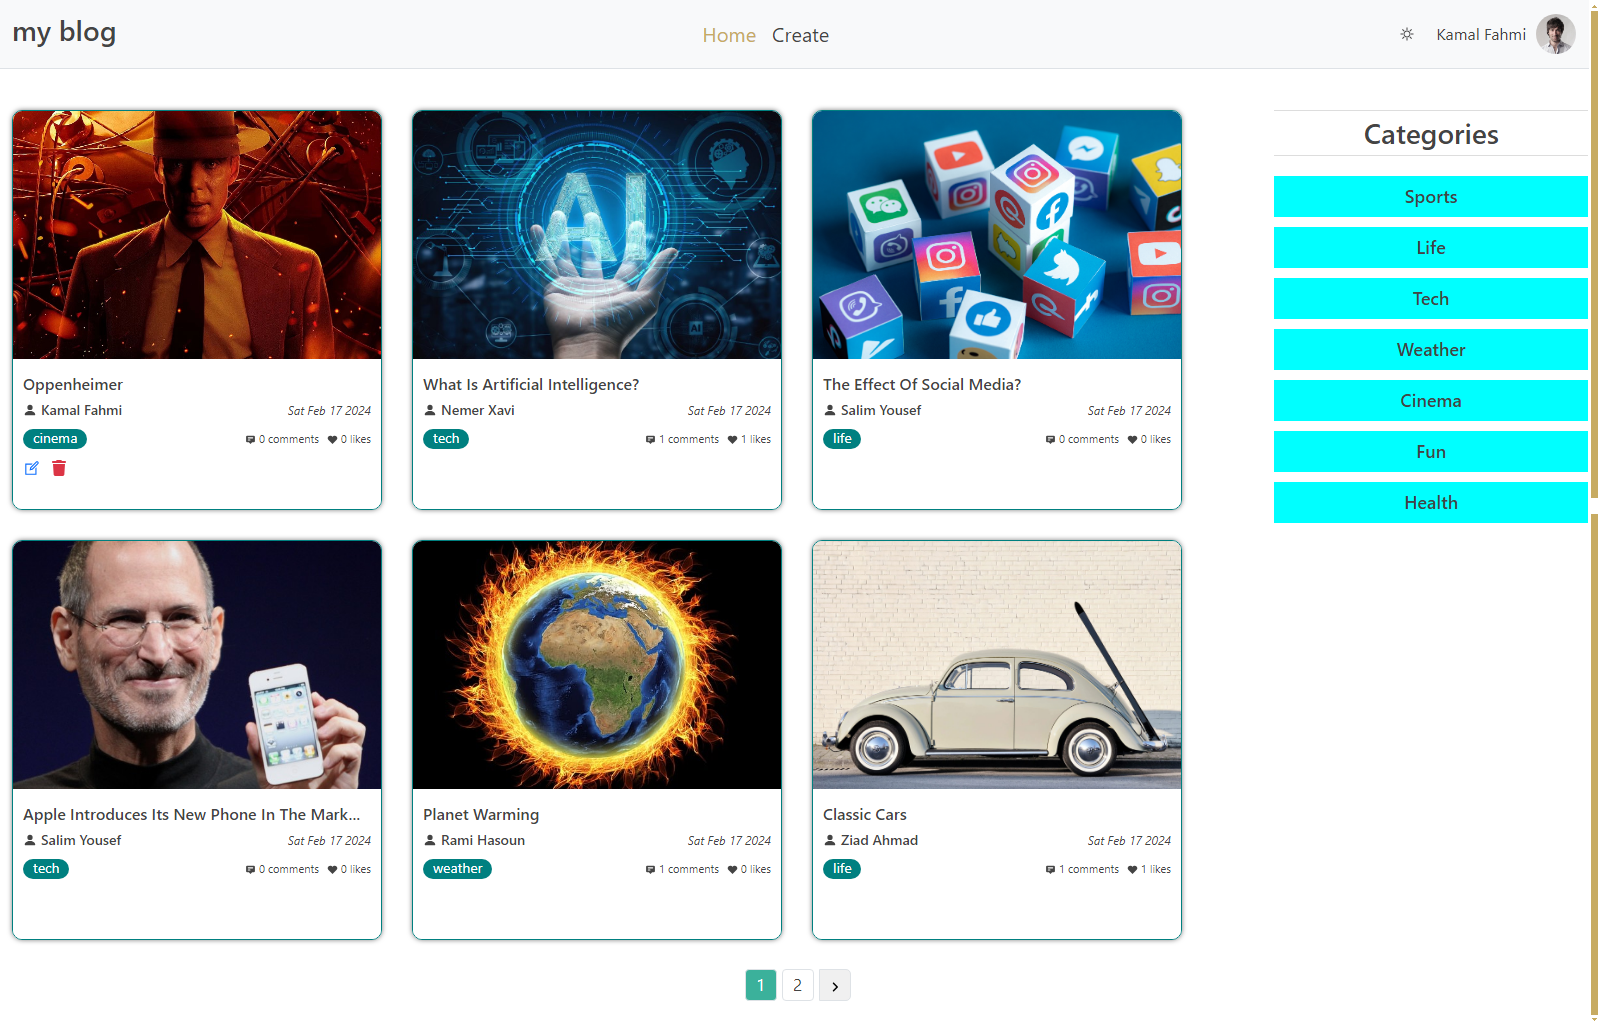 my blog
Home Create
Kamal Fahmi
AI
AI
Oppenheimer
Kamal Fahmi
Sat Feb 17 2024
cinema
0 comments
0 likes
What Is Artificial Intelligence?
Nemer Xavi
Sat Feb 17 2024
tech
1 comments
1 likes
The Effect Of Social Media?
Salim Yousef
Sat Feb 17 2024
life
0 comments
0 likes
Apple Introduces Its New Phone In The Mark...
Salim Yousef
Sat Feb 17 2024
tech
0 comments
0 likes
Planet Warming
Rami Hasoun
Sat Feb 17 2024
weather
1 comments
0 likes
Classic Cars
Ziad Ahmad
Sat Feb 17 2024
life
1 comments
1 likes
Categories
Sports
Life
Tech
Weather
Cinema
Fun
Health
1 2 ›